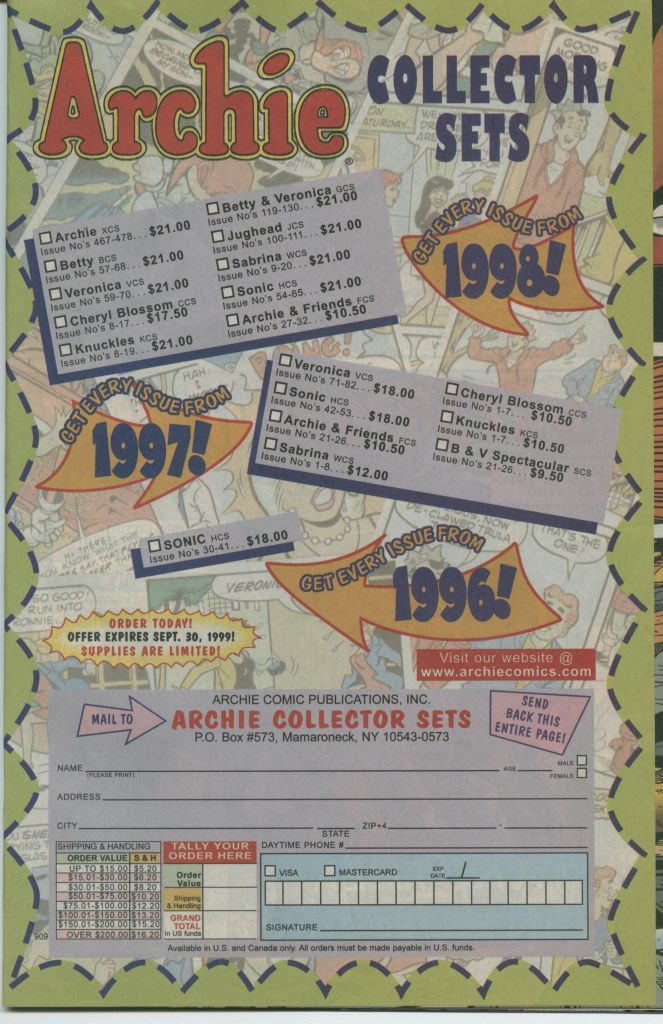 Archie®
COLLECTOR
SETS
GET EVERY ISSUE FROM
1998!
Archie XCS
Issue No's 467-478... $21.00
Betty BCS
Issue No's 57-68... $21.00
Veronica VCS
Issue No's 59-70... $21.00
Cheryl Blossom CCS
Issue No's 8-17... $17.50
Knuckles KCS
Issue No's 8-19... $21.00
Betty & Veronica GCS
Issue No's 119-130... $21.00
Jughead JCS
Issue No's 100-111... $21.00
Sabrina WCS
Issue No's 9-20... $21.00
Sonic HCS
Issue No's 54-65... $21.00
Archie & Friends FCS
Issue No's 27-32... $10.50
GET EVERY ISSUE FROM
1997!
Veronica VCS
Issue No's 71-82... $18.00
Sonic HCS
Issue No's 42-53... $18.00
Archie & Friends FCS
Issue No's 21-26... $10.50
Sabrina WCS
Issue No's 1-8... $12.00
Cheryl Blossom CCS
Issue No's 1-7... $10.50
Knuckles KCS
Issue No's 1-7... $10.50
B & V Spectacular SCS
Issue No's 21-26... $9.50
SONIC HCS
Issue No's 30-41... $18.00
GET EVERY ISSUE FROM
1996!
ORDER TODAY!
OFFER EXPIRES SEPT. 30, 1999!
SUPPLIES ARE LIMITED!
Visit our website @
www.archiecomics.com
MAIL TO
ARCHIE COMIC PUBLICATIONS, INC.
ARCHIE COLLECTOR SETS
P.O. Box #573, Mamaroneck, NY 10543-0573
SEND
BACK THIS
ENTIRE PAGE!
NAME
(PLEASE PRINT)
AGE
MALE
FEMALE
ADDRESS
CITY
STATE
ZIP+4 -
DAYTIME PHONE #
SHIPPING & HANDLING
ORDER VALUE S & H
UP TO $15.00 $5.20
$15.01-$30.00 $6.20
$30.01-$50.00 $8.20
$50.01-$75.00 $10.20
$75.01-$100.00 $12.20
$100.01-$150.00 $13.20
$150.01-$200.00 $15.20
OVER $200.00 $16.20
TALLY YOUR
ORDER HERE
Order
Value
Shipping
& Handling
GRAND
TOTAL
In US funds
VISA
MASTERCARD
EXP
DATE /
SIGNATURE
909
Available in U.S. and Canada only. All orders must be made payable in U.S. funds.